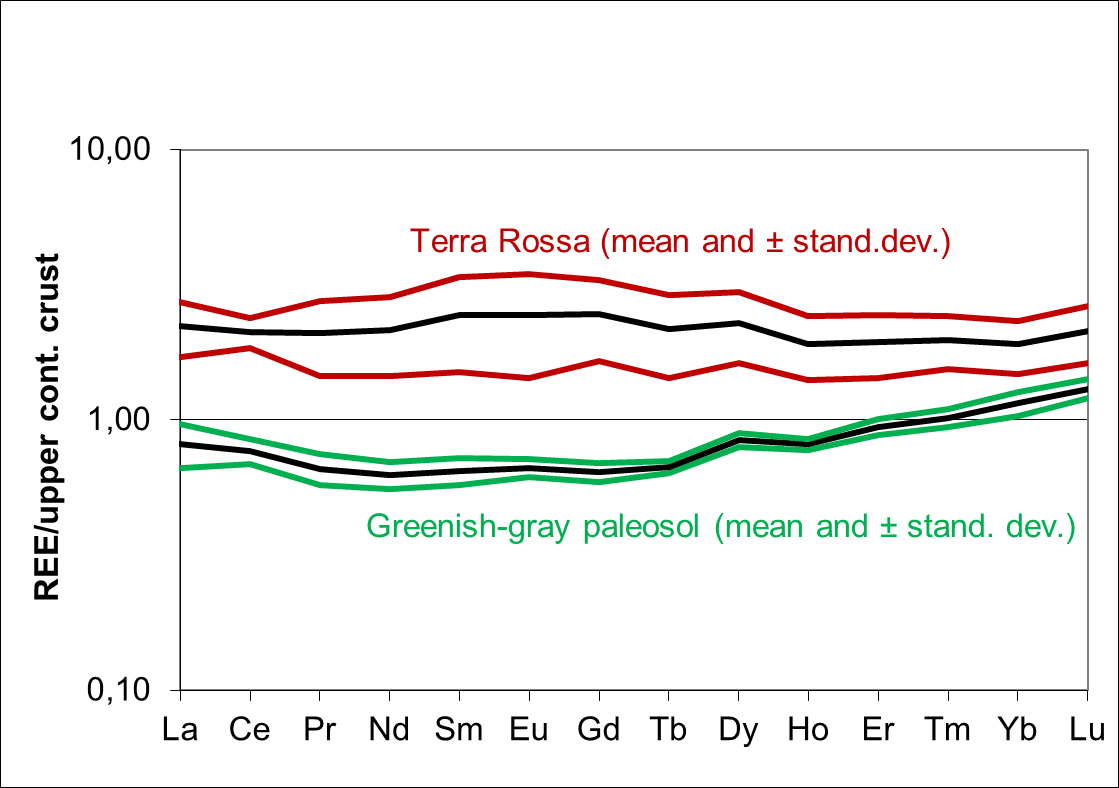 10,00
Terra Rossa (mean and ± stand.dev.)
REE/upper cont. crust
1,00
Greenish-gray paleosol (mean and ± stand. dev.)
0,10
La Ce Pr Nd Sm Eu Gd Tb Dy Ho Er Tm Yb Lu